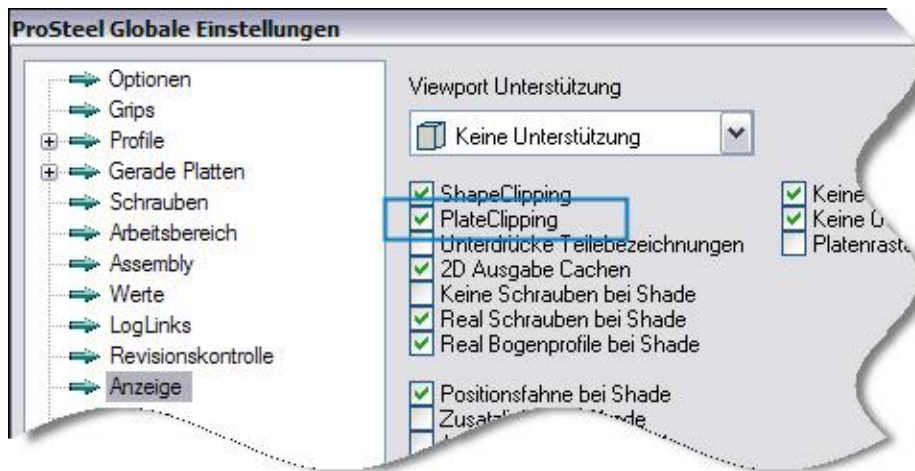 ProSteel Globale Einstellungen
Optionen
Grips
Profile
Gerade Platten
Schrauben
Arbeitsbereich
Assembly
Werte
LogLinks
Revisionskontrolle
Anzeige
Viewport Unterstützung
Keine Unterstützung
ShapeClipping
PlateClipping
Unterdrücke Teilebezeichnungen
2D Ausgabe Cachen
Keine Schrauben bei Shade
Real Schrauben bei Shade
Real Bogenprofile bei Shade
Positionsfahne bei Shade
Keine
Keine